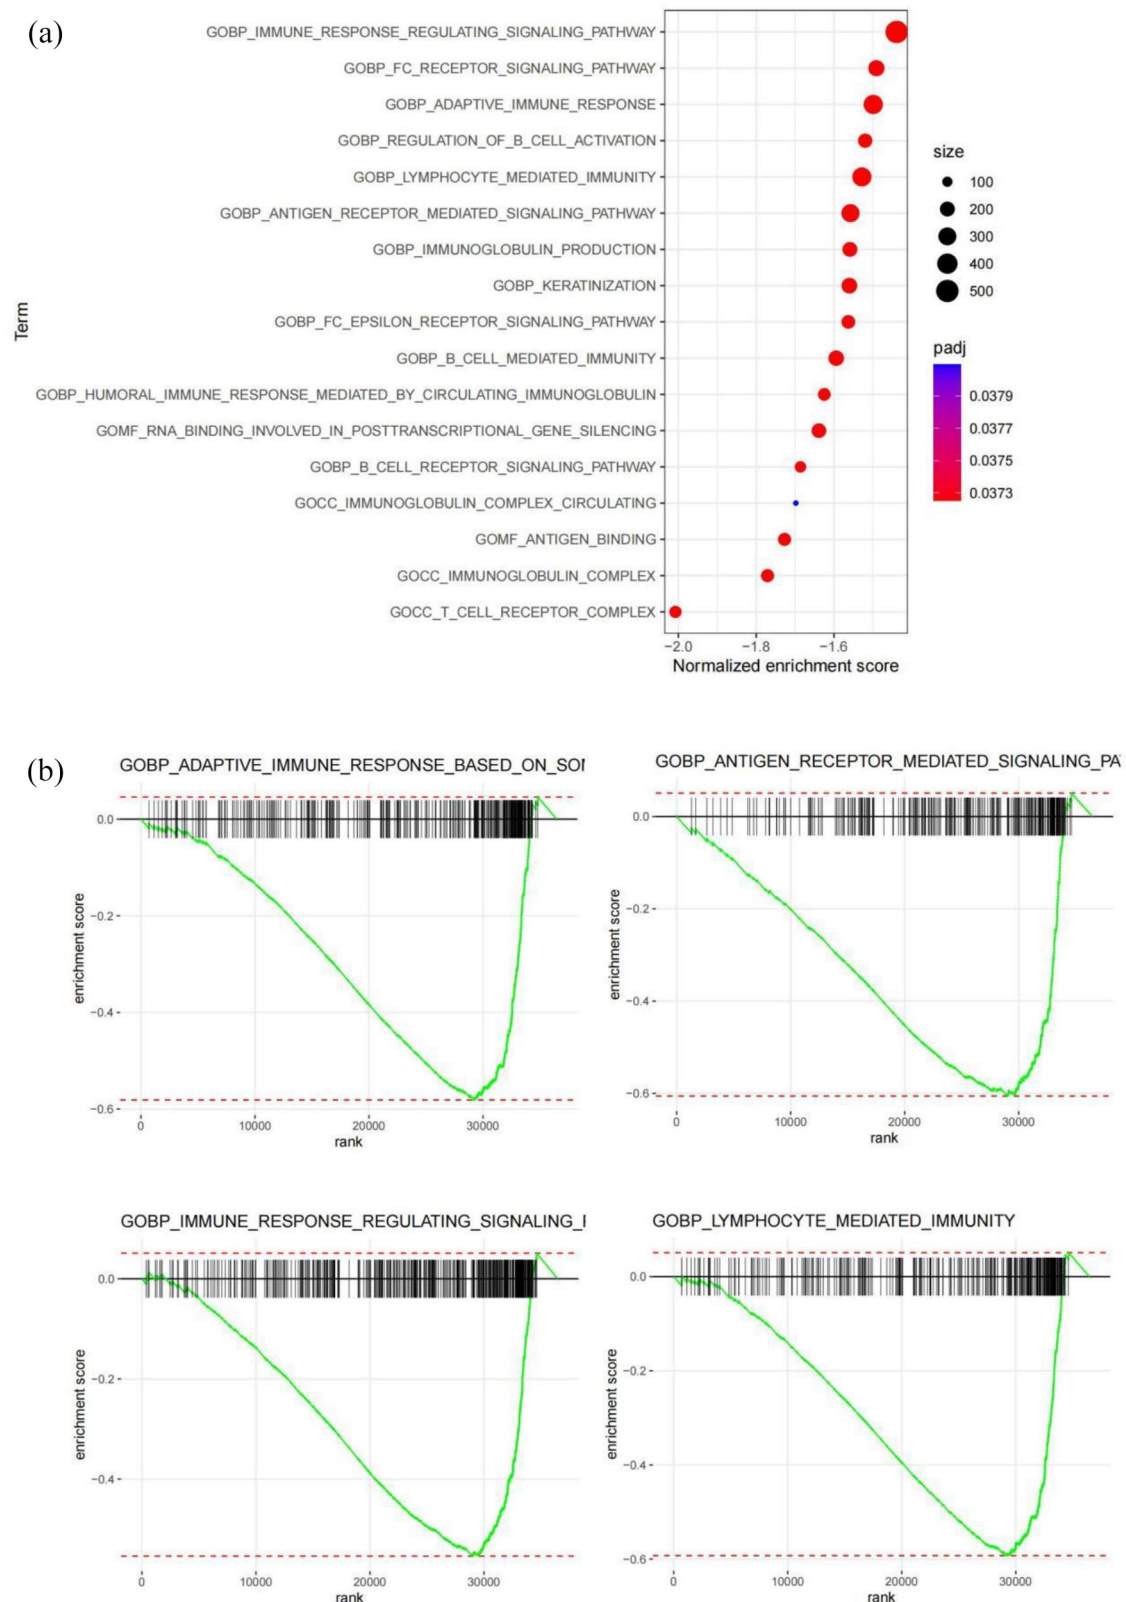 (a)
GOBP_IMMUNE_RESPONSE_REGULATING_SIGNALING_PATHWAY
GOBP_FC_RECEPTOR_SIGNALING_PATHWAY
GOBP_ADAPTIVE_IMMUNE_RESPONSE
GOBP_REGULATION_OF_B_CELL_ACTIVATION
GOBP_LYMPHOCYTE_MEDIATED_IMMUNITY
GOBP_ANTIGEN_RECEPTOR_MEDIATED_SIGNALING_PATHWAY
GOBP_IMMUNOGLOBULIN_PRODUCTION
GOBP_KERATINIZATION
GOBP_FC_EPSILON_RECEPTOR_SIGNALING_PATHWAY
GOBP_B_CELL_MEDIATED_IMMUNITY
GOBP_HUMORAL_IMMUNE_RESPONSE_MEDIATED_BY_CIRCULATING_IMMUNOGLOBULIN
GOMF_RNA_BINDING_INVOLVED_IN_POSTTRANSCRIPTIONAL_GENE_SILENCING
GOBP_B_CELL_RECEPTOR_SIGNALING_PATHWAY
GOCC_IMMUNOGLOBULIN_COMPLEX_CIRCULATING
GOMF_ANTIGEN_BINDING
GOCC_IMMUNOGLOBULIN_COMPLEX
GOCC_T_CELL_RECEPTOR_COMPLEX
Term
−2.0 −1.8 −1.6
Normalized enrichment score
size
100
200
300
400
500
padj
0.0379
0.0377
0.0375
0.0373
(b)
GOBP_ADAPTIVE_IMMUNE_RESPONSE_BASED_ON_SO
0.0
−0.2
−0.4
−0.6
enrichment score
0 10000 20000 30000
rank
GOBP_ANTIGEN_RECEPTOR_MEDIATED_SIGNALING_PA
0.0
−0.2
−0.4
−0.6
enrichment score
0 10000 20000 30000
rank
GOBP_IMMUNE_RESPONSE_REGULATING_SIGNALING_
0.0
−0.2
−0.4
enrichment score
0 10000 20000 30000
rank
GOBP_LYMPHOCYTE_MEDIATED_IMMUNITY
0.0
−0.2
−0.4
−0.6
enrichment score
0 10000 20000 30000
rank